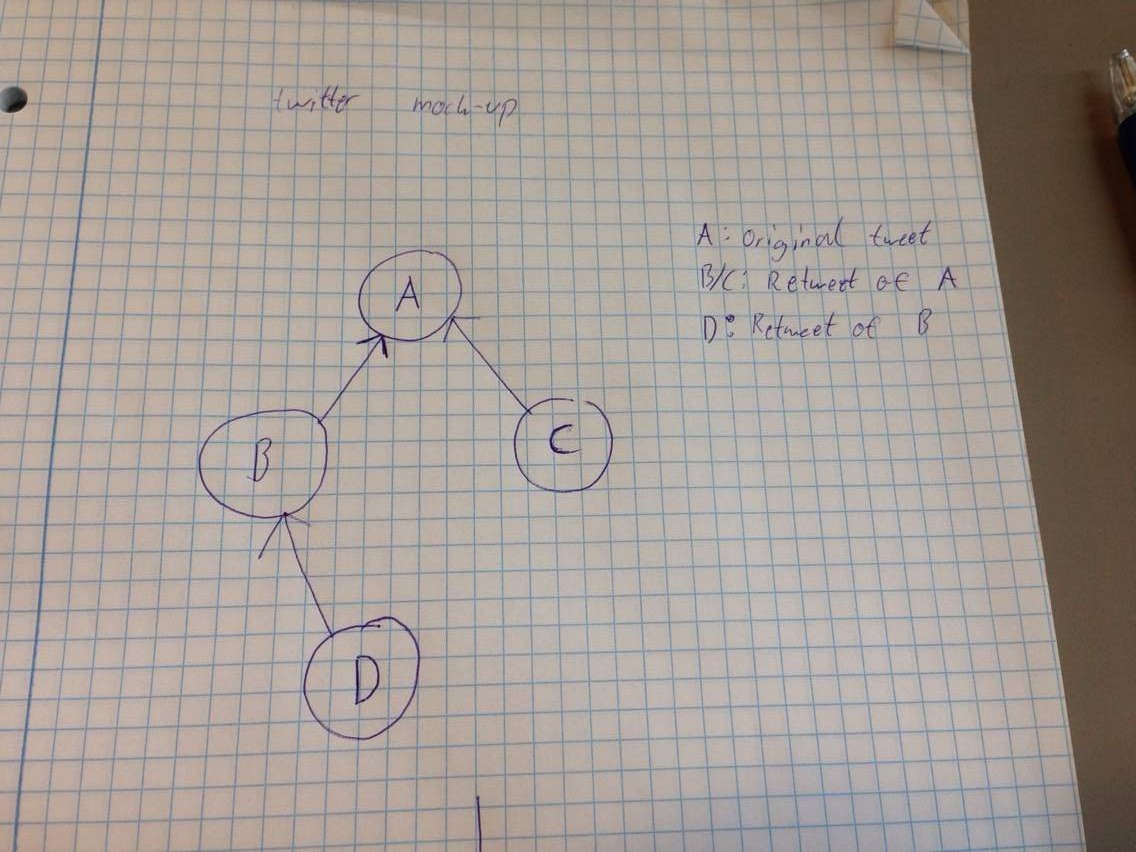 twitter mock-up
A: Original tweet
B/C: Retweet of A
D: Retweet of B
A
B
C
D